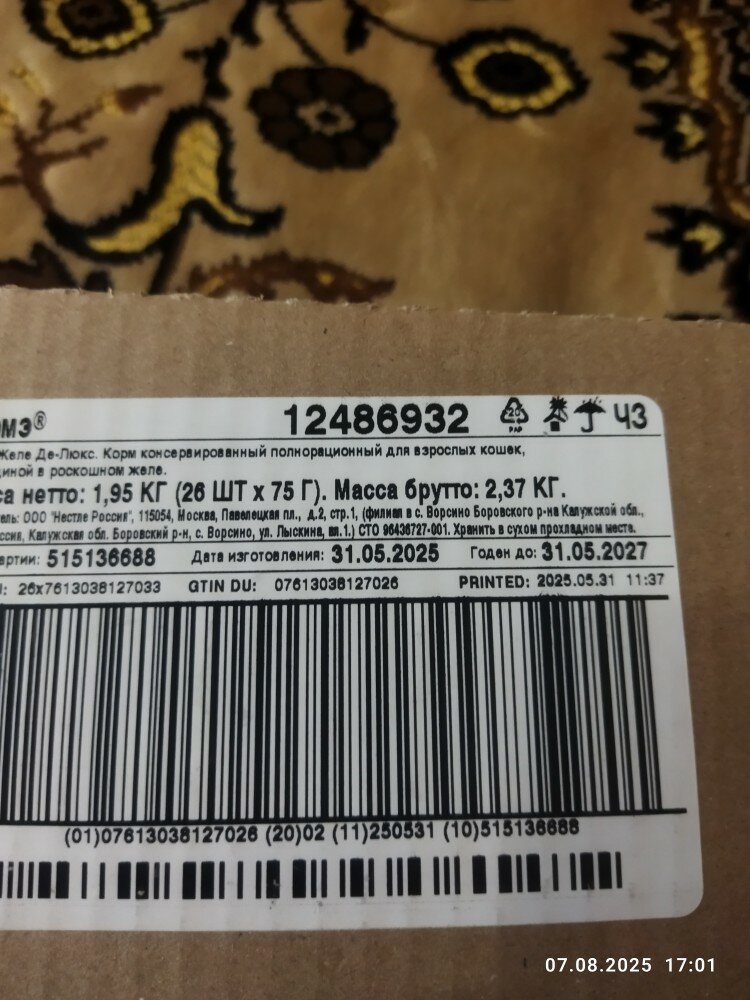 МЭ® 12486932 20 PAP ЧЗ
Желе Де-Люкс. Корм консервированный полнорационный для взрослых кошек,
иной в роскошном желе.
са нетто: 1,95 КГ (26 ШТ х 75 Г). Масса брутто: 2,37 КГ.
ель: ООО "Нестле Россия", 115054, Москва, Павелецкая пл., д.2, стр.1, (филиал в с. Ворсино Боровского р-на Калужской обл.,
ссия, Калужская обл. Боровский р-н, с. Ворсино, ул. Лыскина, вл.1.) СТО 96436727-001. Хранить в сухом прохладном месте.
артии: 515136688 Дата изготовления: 31.05.2025 Годен до: 31.05.2027
: 26x7613038127033 GTIN DU: 07613038127026 PRINTED: 2025.05.31 11:37
(01)07613038127026 (20)02 (11)250531 (10)515136688
07.08.2025 17:01